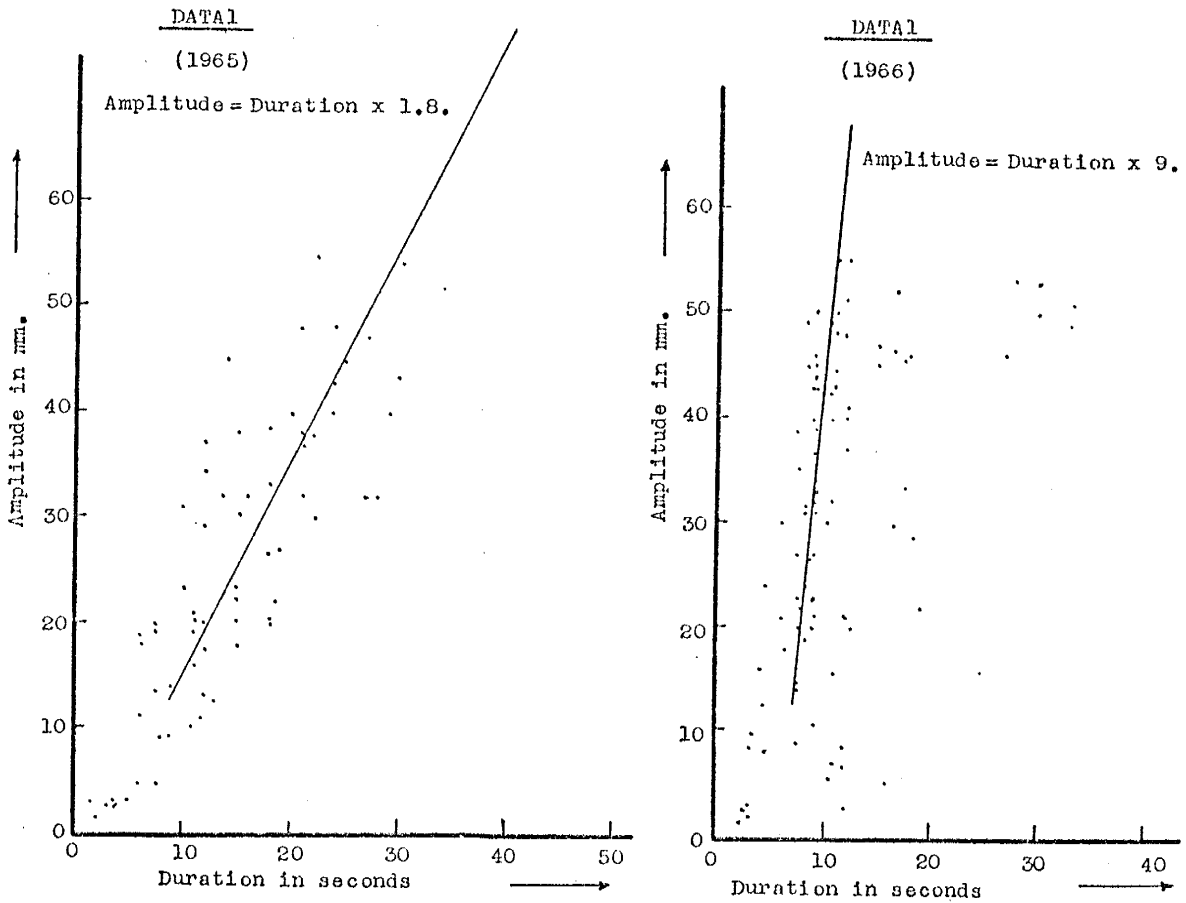 DATA1
(1965)
Amplitude = Duration x 1.8.
60
50
40
30
20
10
0
Amplitude in mm.
0 10 20 30 40 50
Duration in seconds
DATA1
(1966)
Amplitude = Duration x 9.
60
50
40
30
20
10
0
Amplitude in mm.
0 10 20 30 40
Duration in seconds